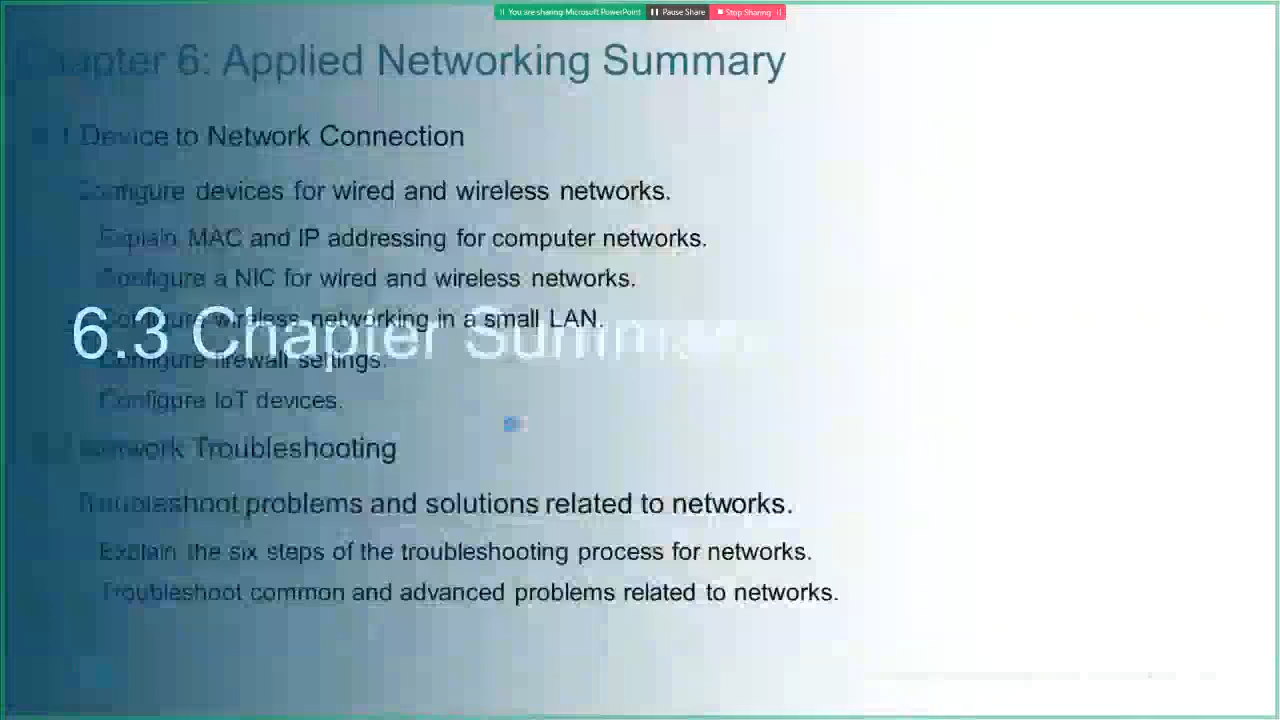 You are sharing Microsoft PowerPoint Pause Share Stop Sharing
Chapter 6: Applied Networking Summary
Device to Network Connection
Configure devices for wired and wireless networks.
Explain MAC and IP addressing for computer networks.
Configure a NIC for wired and wireless networks.
Configure wireless networking in a small LAN.
6.3 Chapter Summary
Configure firewall settings.
Configure IoT devices.
Network Troubleshooting
Troubleshoot problems and solutions related to networks.
Explain the six steps of the troubleshooting process for networks.
Troubleshoot common and advanced problems related to networks.